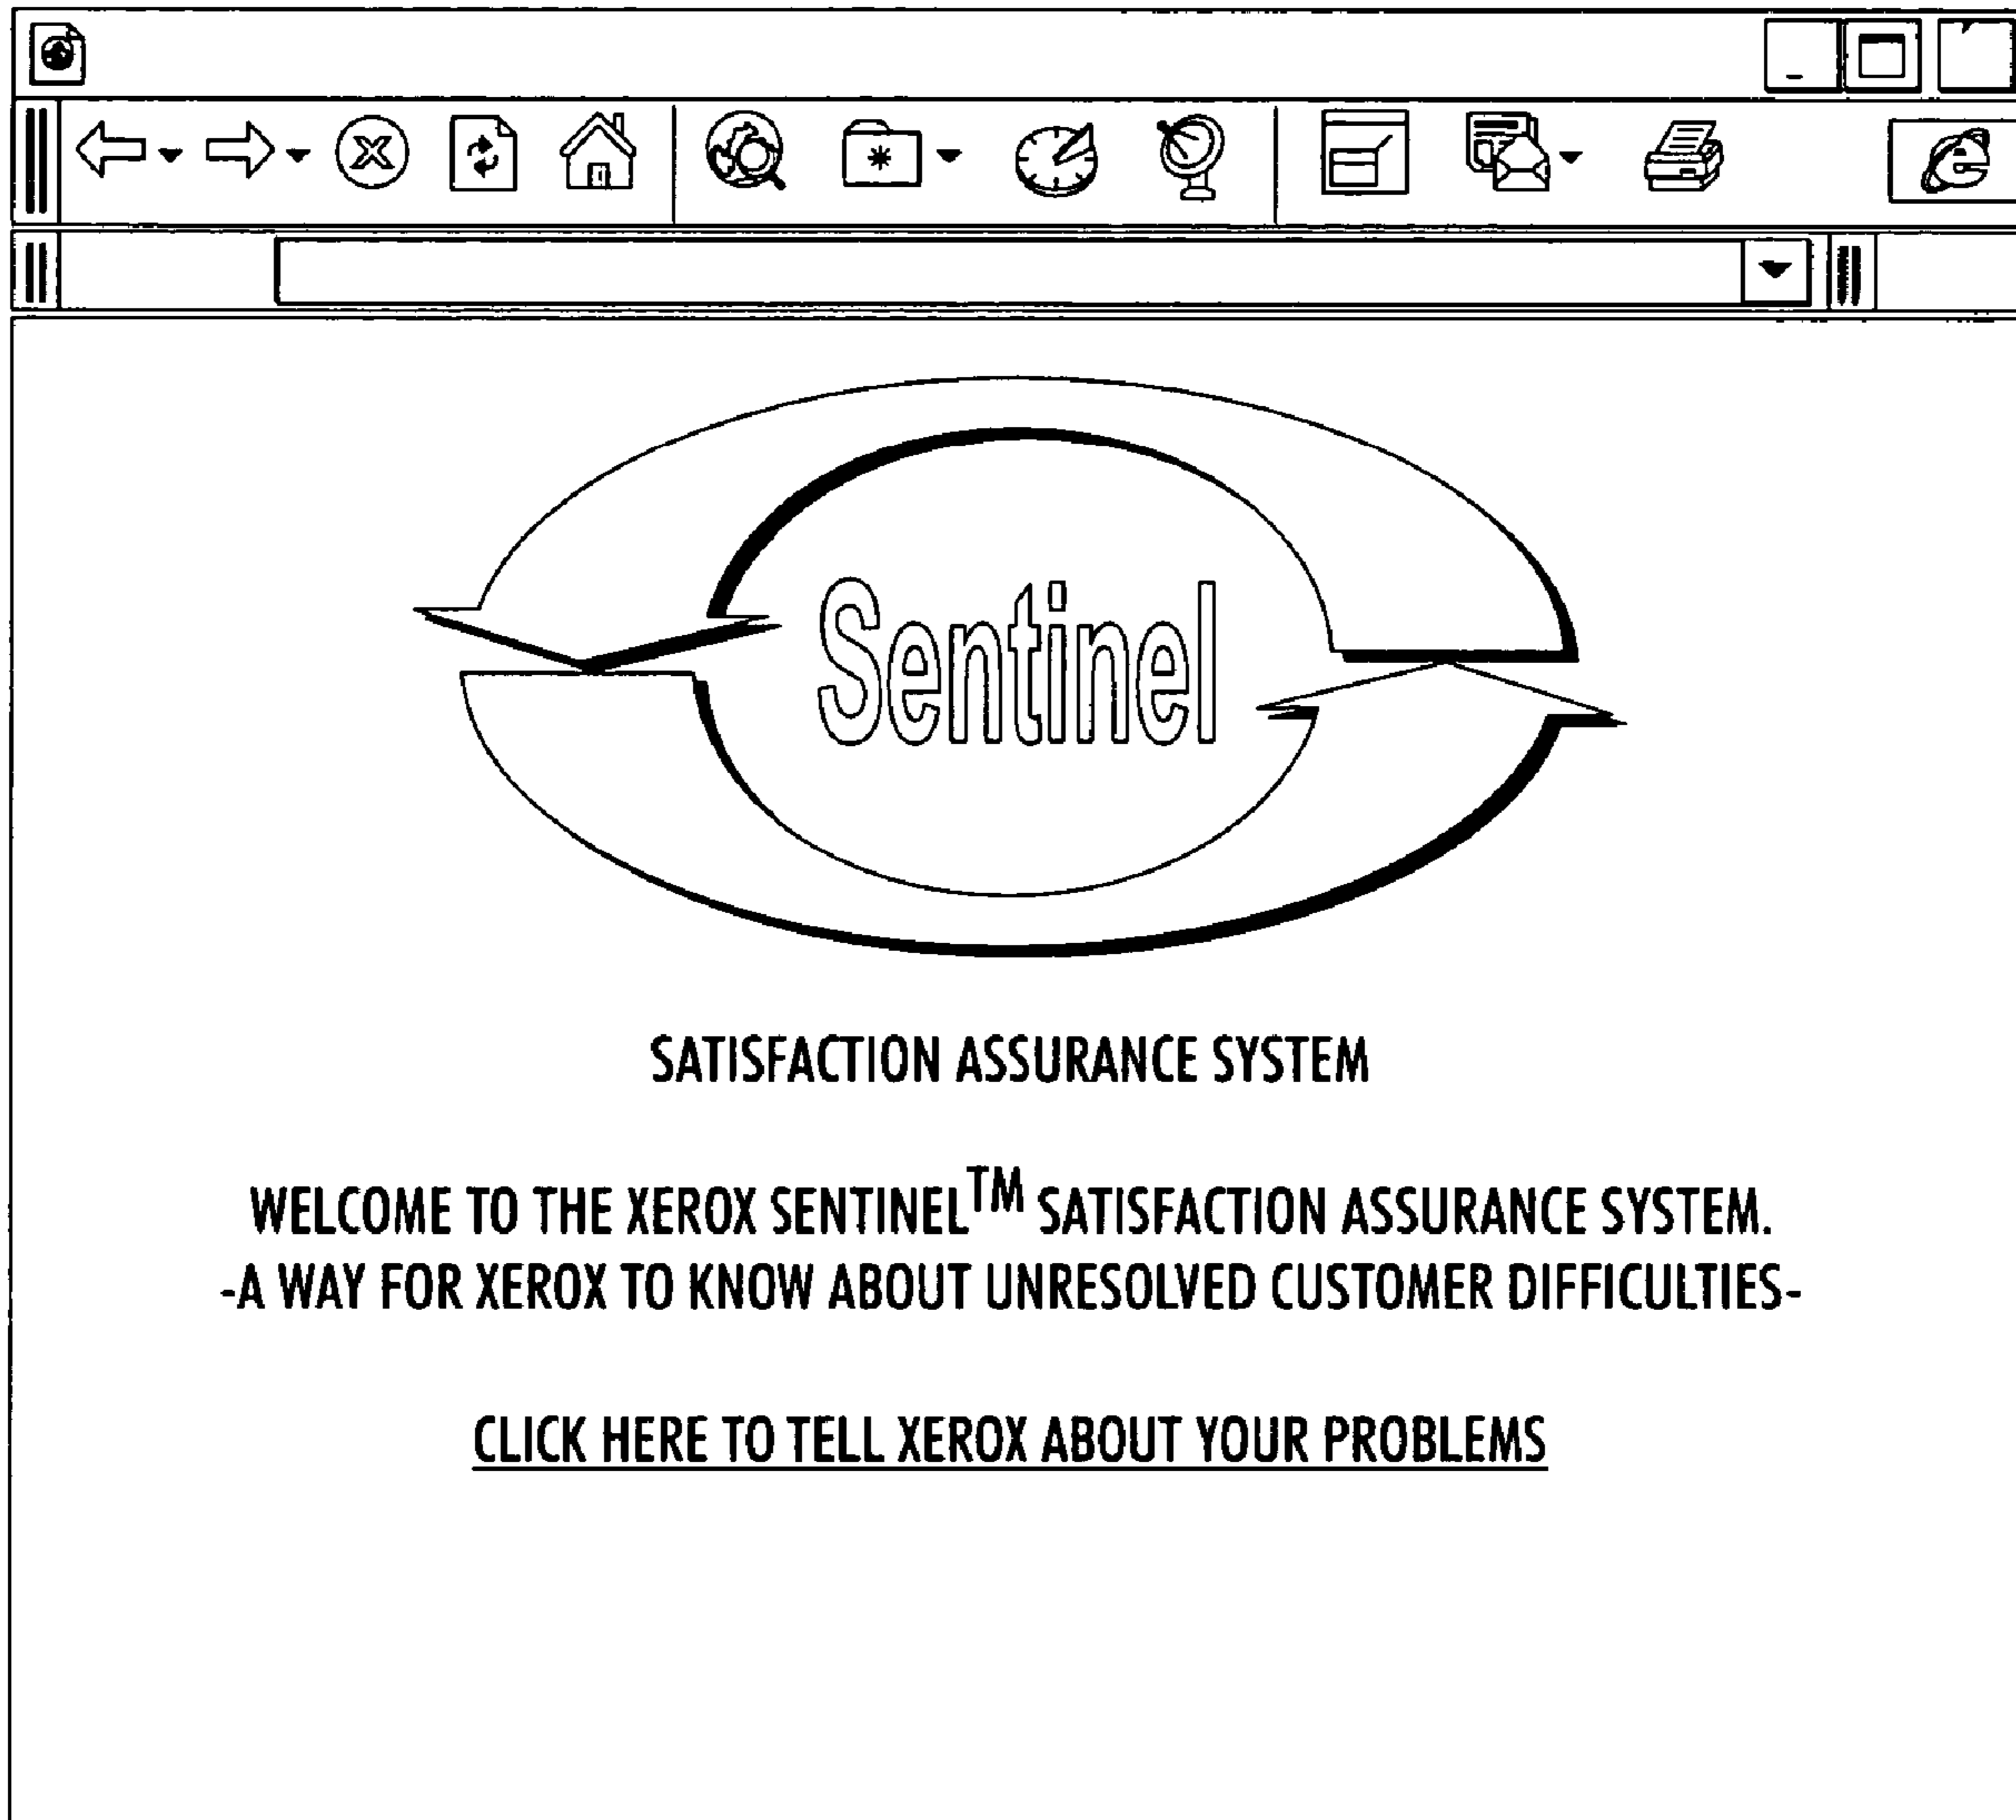 Sentinel
SATISFACTION ASSURANCE SYSTEM
WELCOME TO THE XEROX SENTINEL™ SATISFACTION ASSURANCE SYSTEM.
-A WAY FOR XEROX TO KNOW ABOUT UNRESOLVED CUSTOMER DIFFICULTIES-
CLICK HERE TO TELL XEROX ABOUT YOUR PROBLEMS